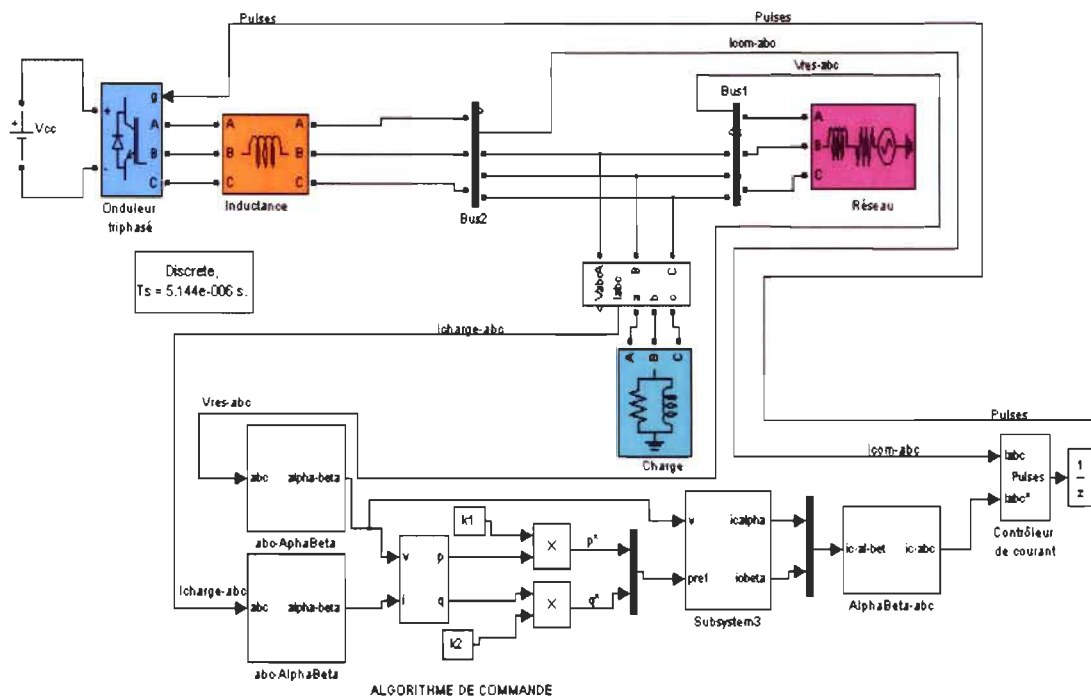 Pulses
Pulses
Icom-abc
Vres-abc
Bus1
g
+
A
B
C
-
+
Vcc
A
B
C
A
B
C
A
B
C
Onduleur
triphasé
Inductance
Bus2
Réseau
Discrete,
Ts = 5.144e-006 s.
Vabc
Iabc
A
B
C
a
b
c
Icharge-abc
A
B
C
Charge
Vres-abc
Pulses
Icom-abc
abc
alpha-beta
abc-AphaBeta
Icharge-abc
abc
alpha-beta
abc-AlphaBeta
v
i
p
q
k1
×
p*
k2
×
q*
v
pref
icalpha
icbeta
Subsystem3
ic-al-bet
ic-abc
AlphaBeta-abc
Iabc
Pulses
Iabc*
Contrôleur
de courant
1
z
ALGORITHME DE COMMANDE